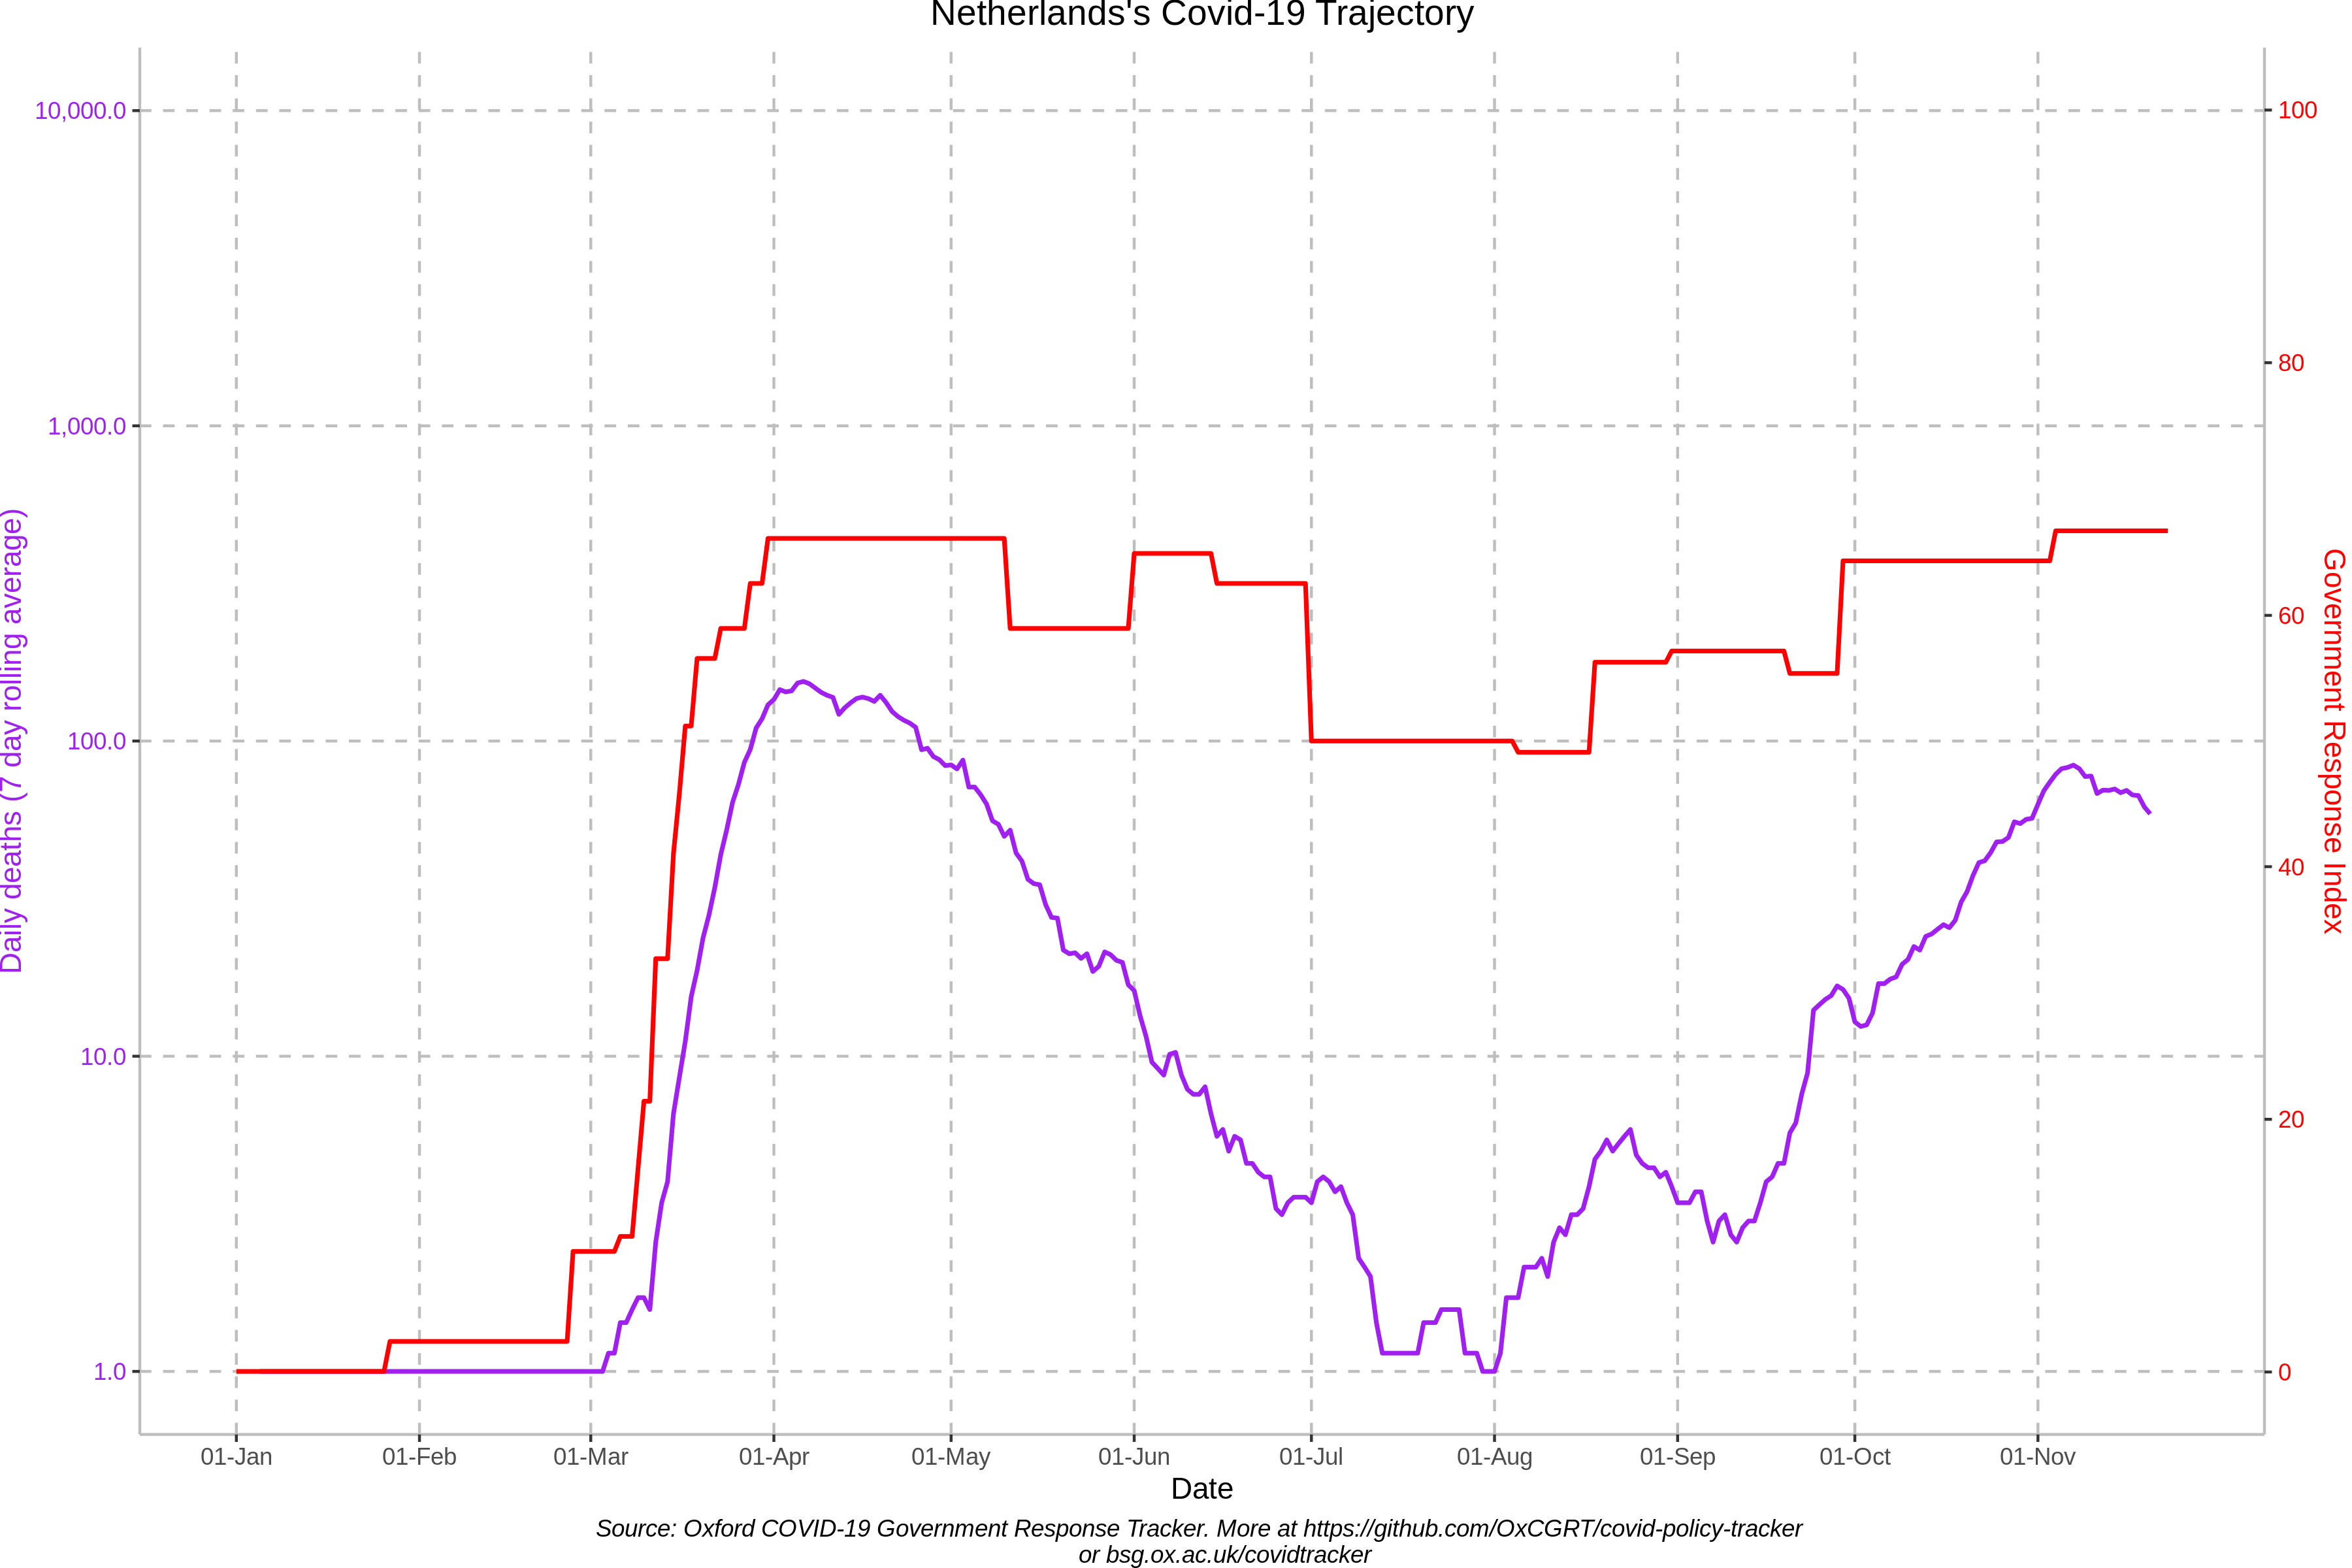 Netherlands's Covid-19 Trajectory
10,000.0
1,000.0
100.0
10.0
1.0
Daily deaths (7 day rolling average)
100
80
60
40
20
0
Government Response Index
01-Jan 01-Feb 01-Mar 01-Apr 01-May 01-Jun 01-Jul 01-Aug 01-Sep 01-Oct 01-Nov
Date
Source: Oxford COVID-19 Government Response Tracker. More at https://github.com/OxCGRT/covid-policy-tracker
or bsg.ox.ac.uk/covidtracker